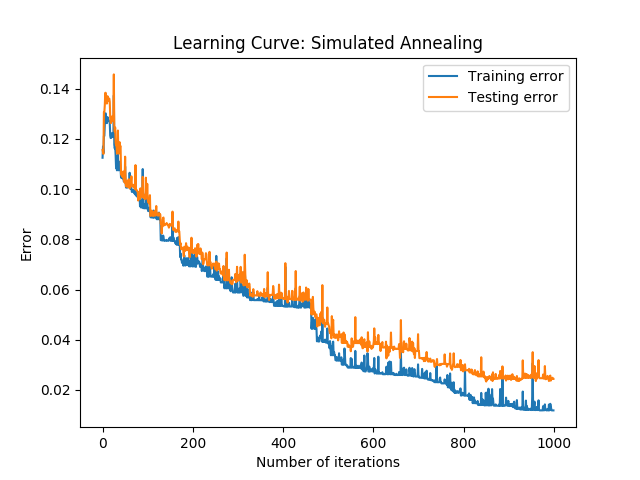 Learning Curve: Simulated Annealing
Training error
Testing error
0.14
0.12
0.10
0.08
0.06
0.04
0.02
Error
0 200 400 600 800 1000
Number of iterations